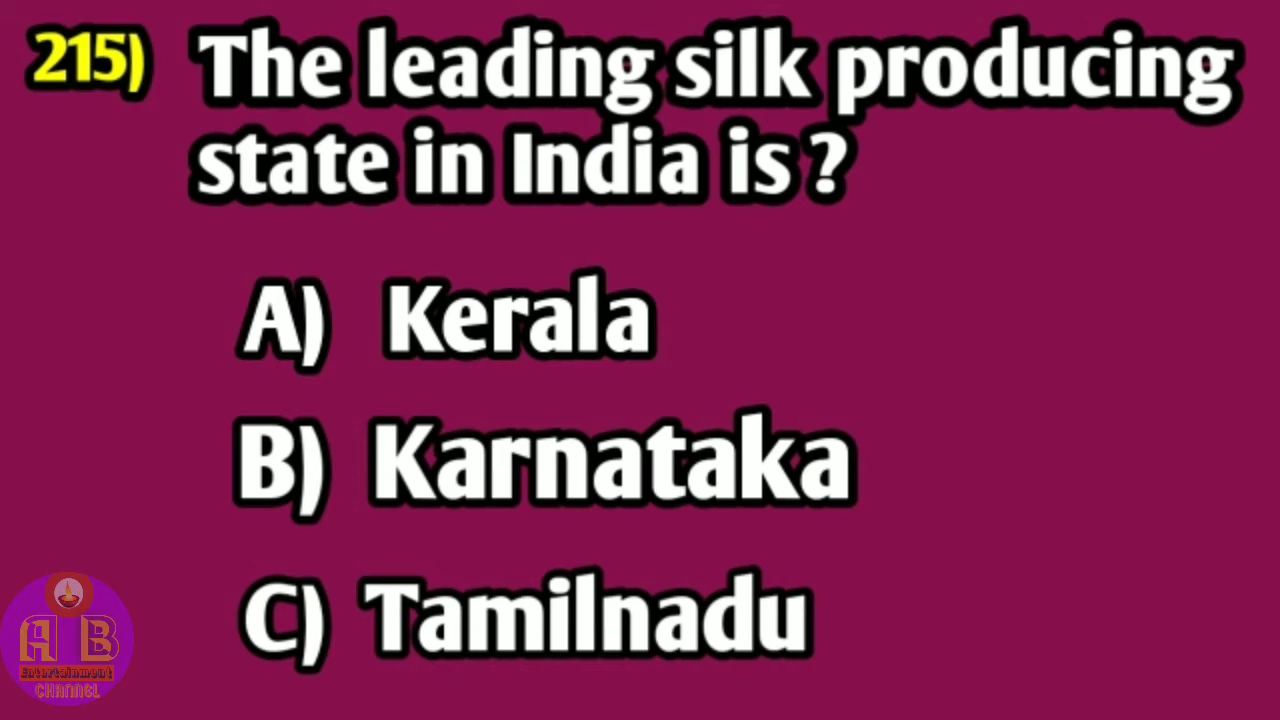 215) The leading silk producing
state in India is ?
A) Kerala
B) Karnataka
C) Tamilnadu
A B
Entertainment
CHANNEL